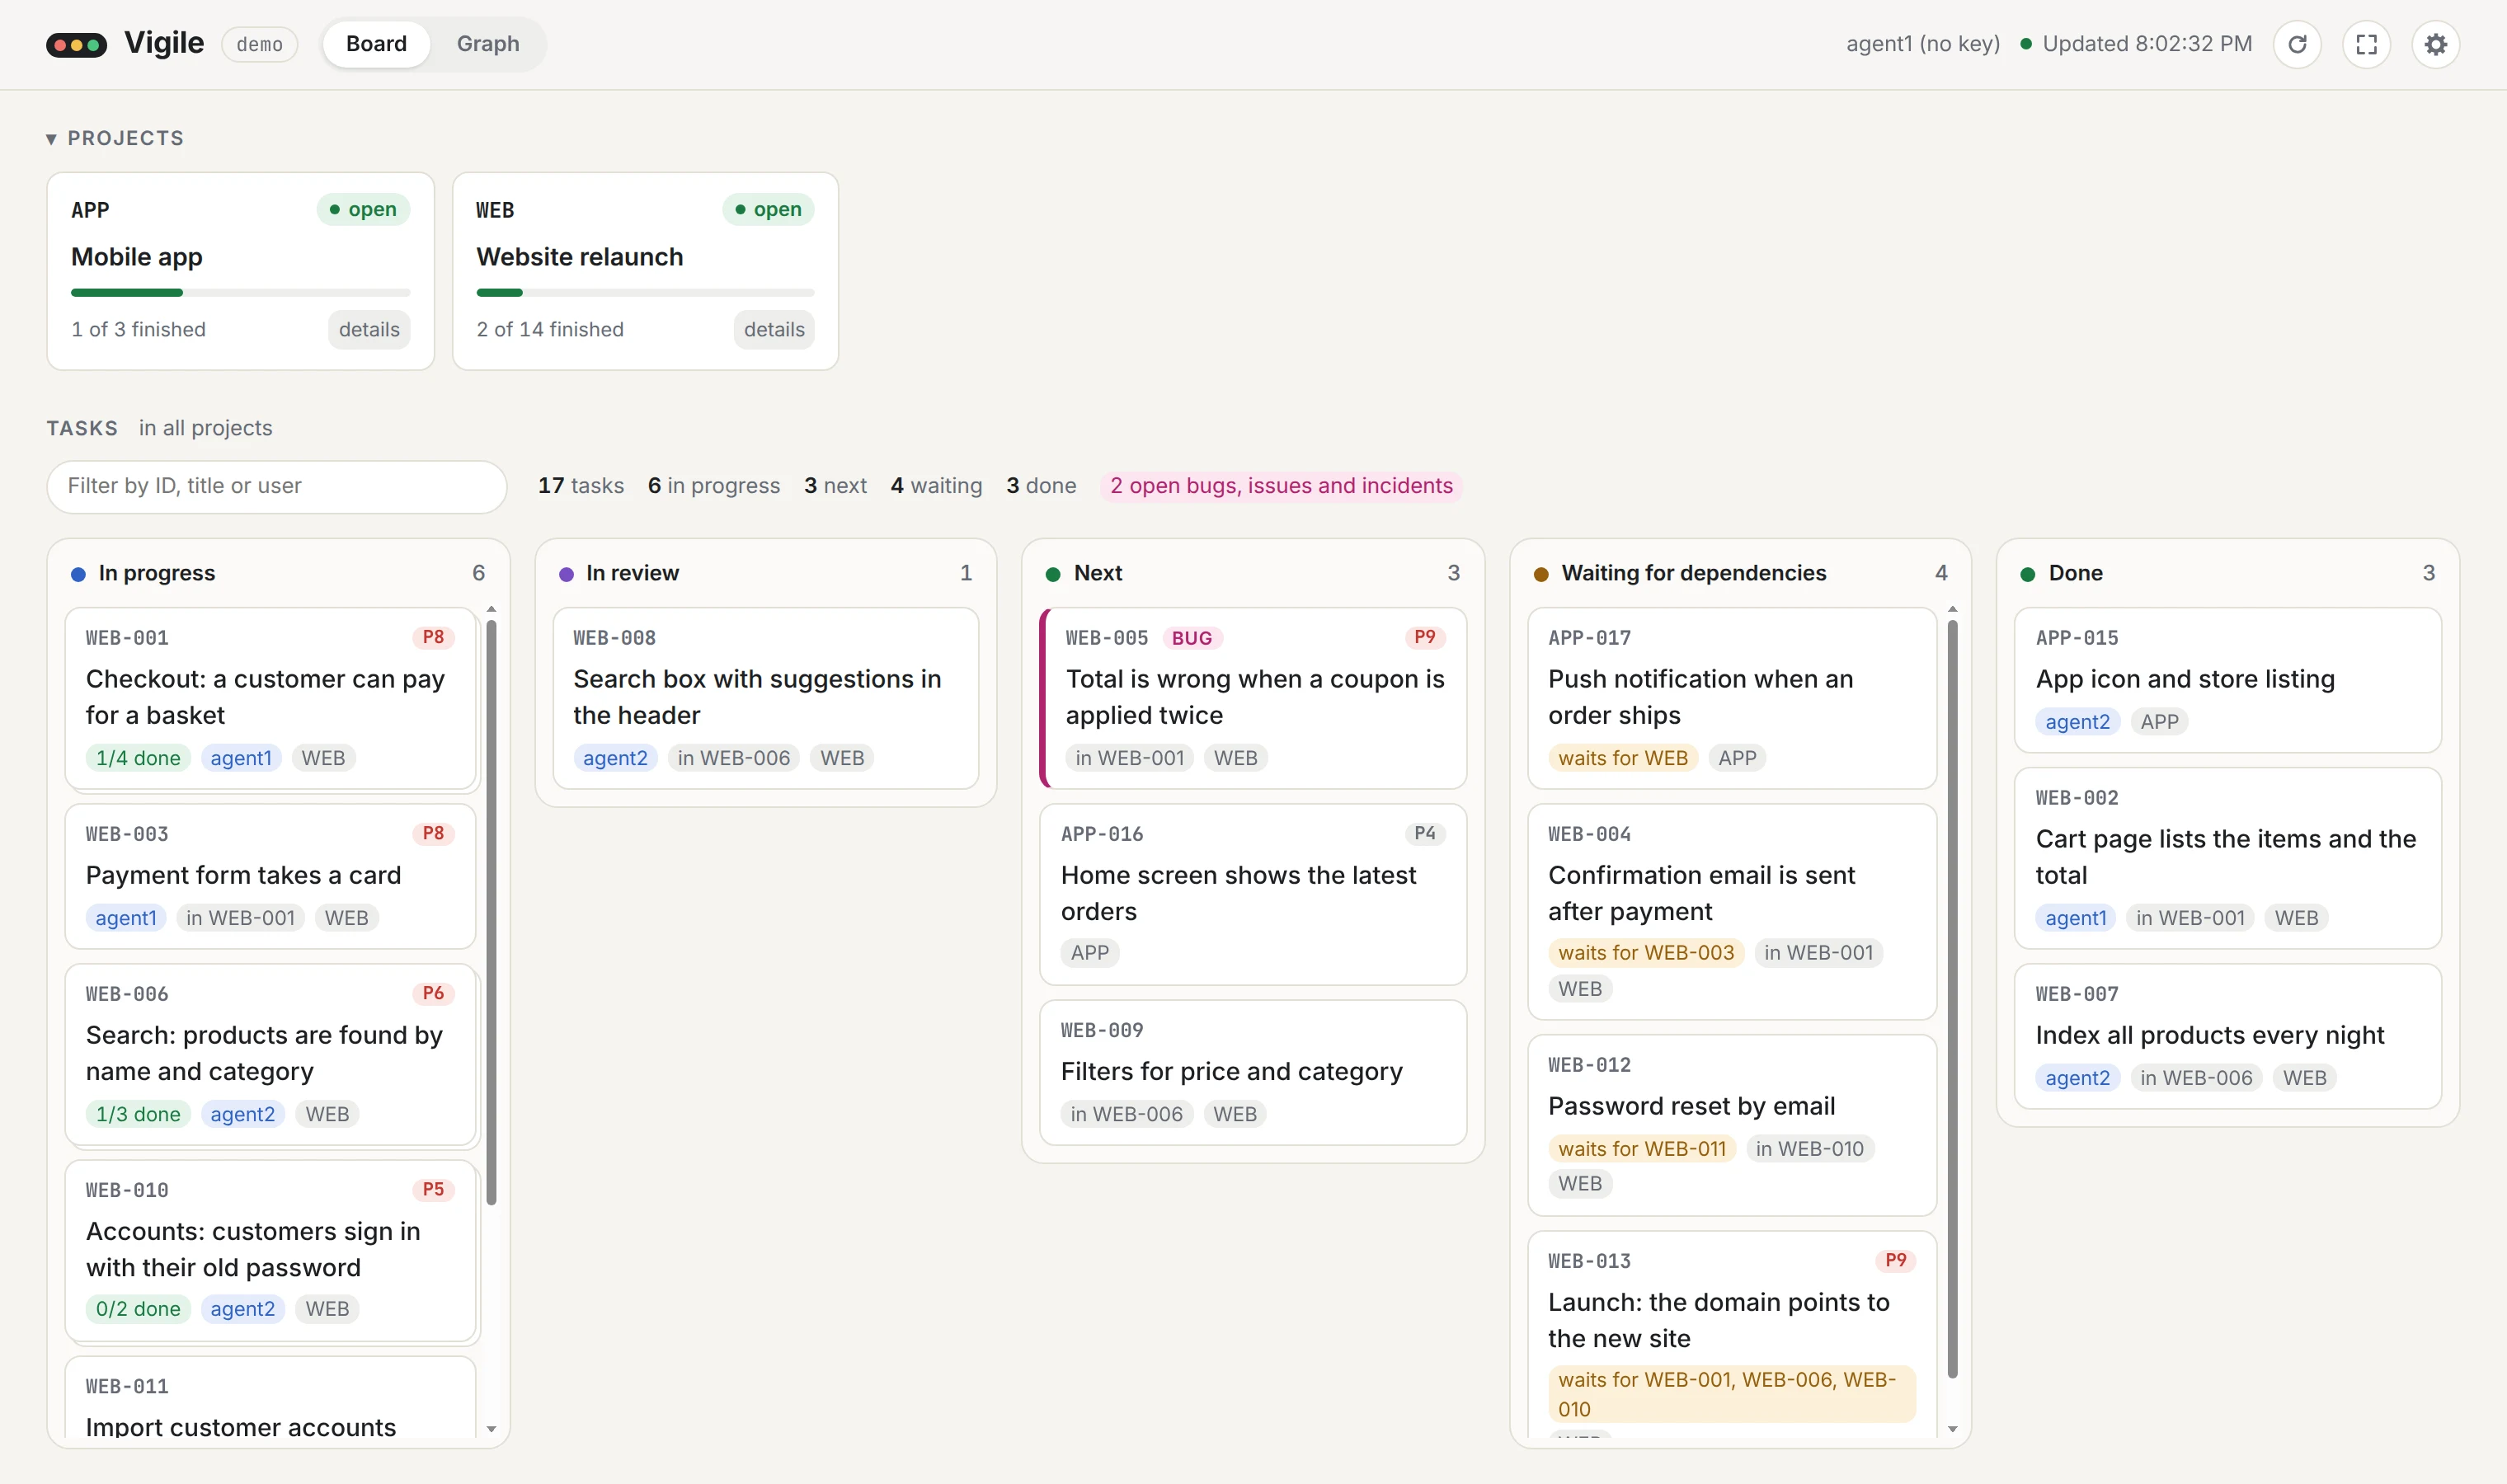 Vigile demo Board Graph agent1 (no key) Updated 8:02:32 PM
▼ PROJECTS
APP open
Mobile app
1 of 3 finished details
WEB open
Website relaunch
2 of 14 finished details
TASKS in all projects
Filter by ID, title or user 17 tasks 6 in progress 3 next 4 waiting 3 done 2 open bugs, issues and incidents
In progress 6
WEB-001 P8
Checkout: a customer can pay
for a basket
1/4 done agent1 WEB
WEB-003 P8
Payment form takes a card
agent1 in WEB-001 WEB
WEB-006 P6
Search: products are found by
name and category
1/3 done agent2 WEB
WEB-010 P5
Accounts: customers sign in
with their old password
0/2 done agent2 WEB
WEB-011
Import customer accounts
In review 1
WEB-008
Search box with suggestions in
the header
agent2 in WEB-006 WEB
Next 3
WEB-005 BUG P9
Total is wrong when a coupon is
applied twice
in WEB-001 WEB
APP-016 P4
Home screen shows the latest
orders
APP
WEB-009
Filters for price and category
in WEB-006 WEB
Waiting for dependencies 4
APP-017
Push notification when an
order ships
waits for WEB APP
WEB-004
Confirmation email is sent
after payment
waits for WEB-003 in WEB-001
WEB
WEB-012
Password reset by email
waits for WEB-011 in WEB-010
WEB
WEB-013 P9
Launch: the domain points to
the new site
waits for WEB-001, WEB-006, WEB-
010
Done 3
APP-015
App icon and store listing
agent2 APP
WEB-002
Cart page lists the items and the
total
agent1 in WEB-001 WEB
WEB-007
Index all products every night
agent2 in WEB-006 WEB